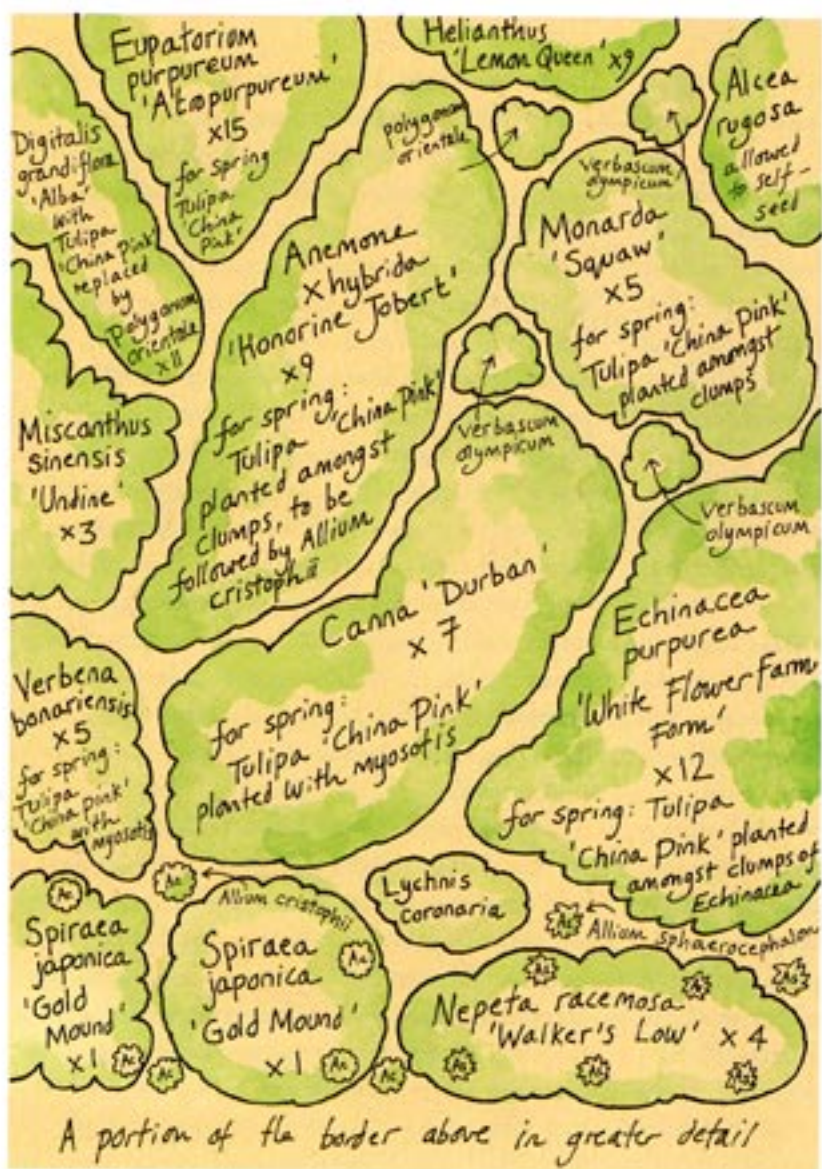 Eupatorium
purpureum
'Atropurpureum'
x15
for spring
Tulipa
'China
Pink'
Helianthus
'Lemon Queen' x9
Alcea
rugosa
allowed
to self-
seed
Digitalis
grandiflora
'Alba'
with
Tulipa
'China Pink'
replaced
by
polygonum
orientale
x11
polygonum
orientale
verbascum
olympicum
Anemone
x hybrida
'Honorine Jobert'
x9
for spring:
Tulipa 'China Pink'
planted amongst
clumps, to be
followed by Allium
cristophii
Monarda
'Squaw'
x5
for spring:
Tulipa 'China Pink'
planted amongst
clumps
Miscanthus
sinensis
'Undine'
x3
verbascum
olympicum
verbascum
olympicum
Canna 'Durban'
x 7
for spring:
Tulipa 'China Pink'
planted with myosotis
Echinacea
purpurea
'White Flower Farm
Form'
x12
for spring: Tulipa
'China Pink' planted
amongst clumps of
Echinacea
Verbena
bonariensis
x5
for spring:
Tulipa
'China pink'
with
myosotis
Allium cristophii
Lychnis
coronaria
Allium sphaerocephalon
Spiraea
japonica
'Gold
Mound'
x1
Spiraea
japonica
'Gold Mound'
x1
Nepeta racemosa
'Walker's Low' x 4
A portion of the border above in greater detail